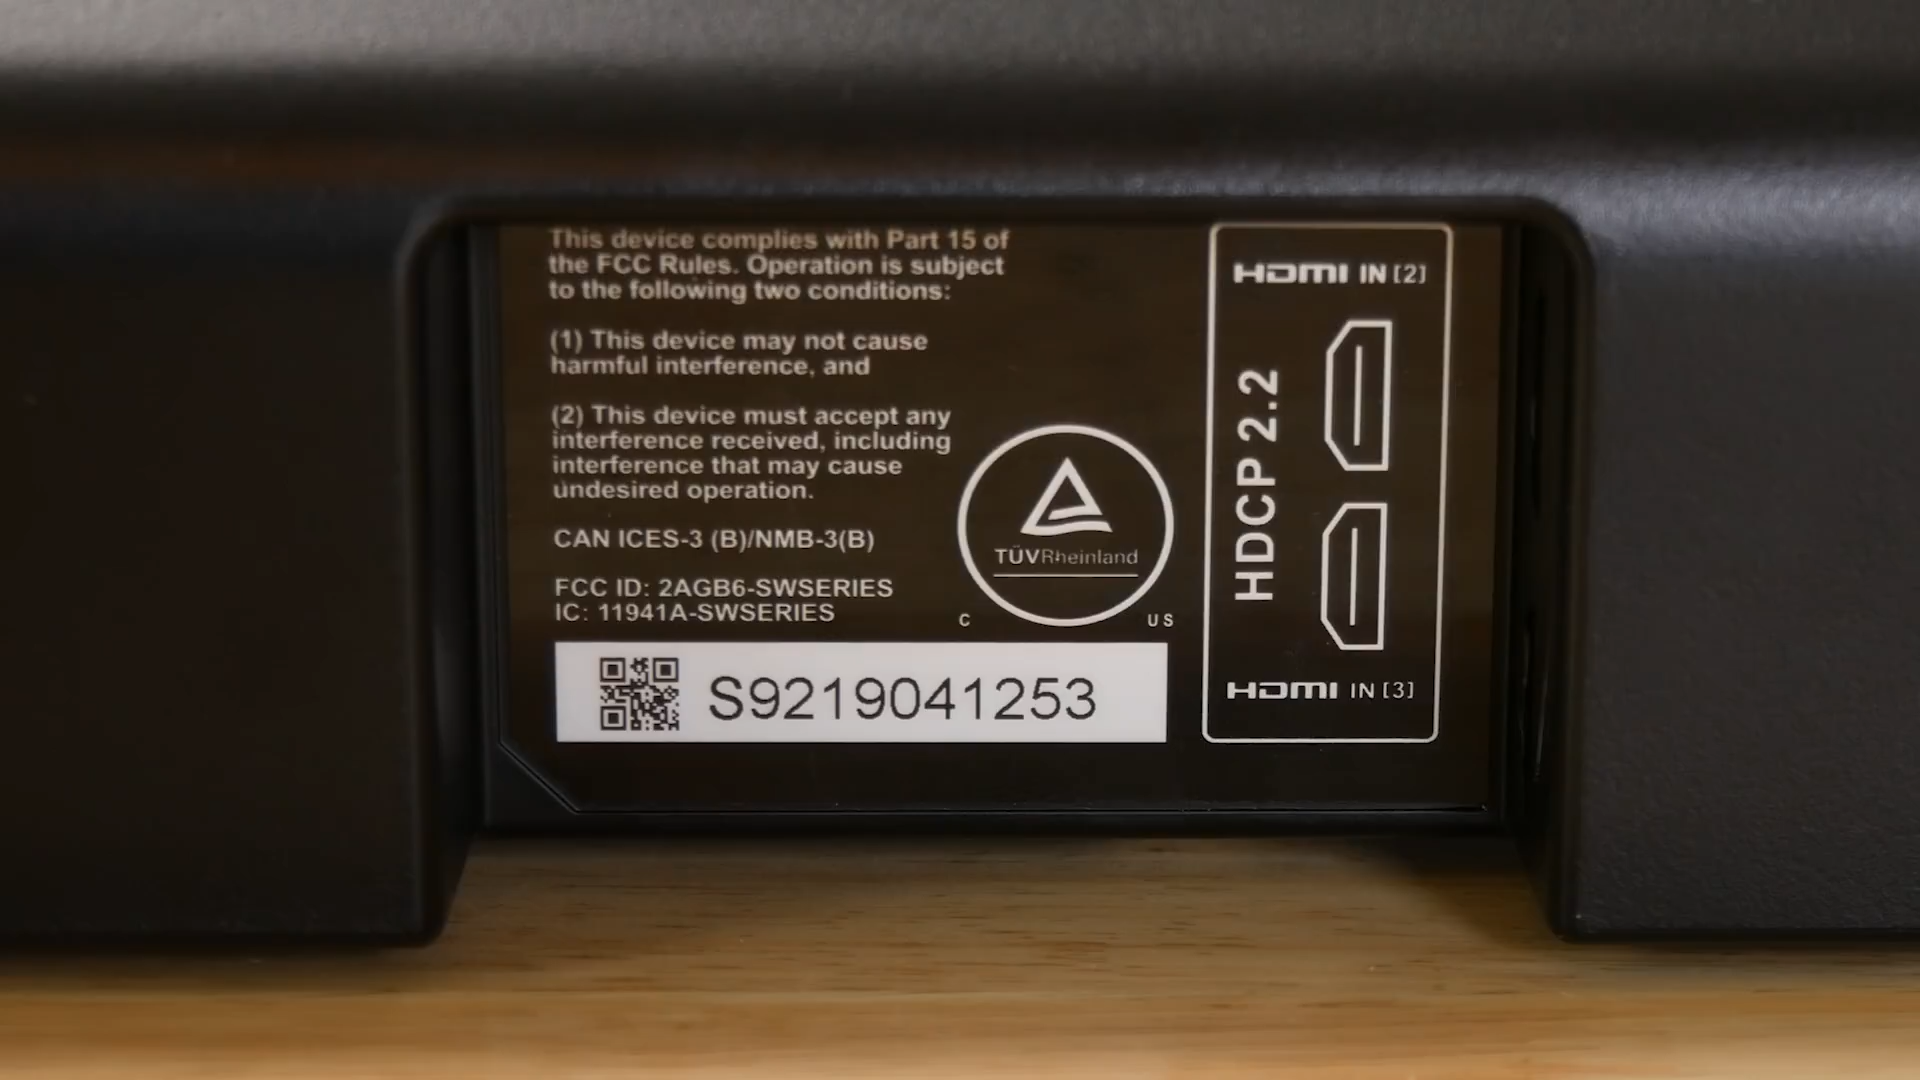 This device complies with Part 15 of
the FCC Rules. Operation is subject
to the following two conditions:
(1) This device may not cause
harmful interference, and
(2) This device must accept any
interference received, including
interference that may cause
undesired operation.
CAN ICES-3 (B)/NMB-3(B)
FCC ID: 2AGB6-SWSERIES
IC: 11941A-SWSERIES
TÜVRheinland
C US
S9219041253
HDMI IN [2]
HDCP 2.2
HDMI IN [3]